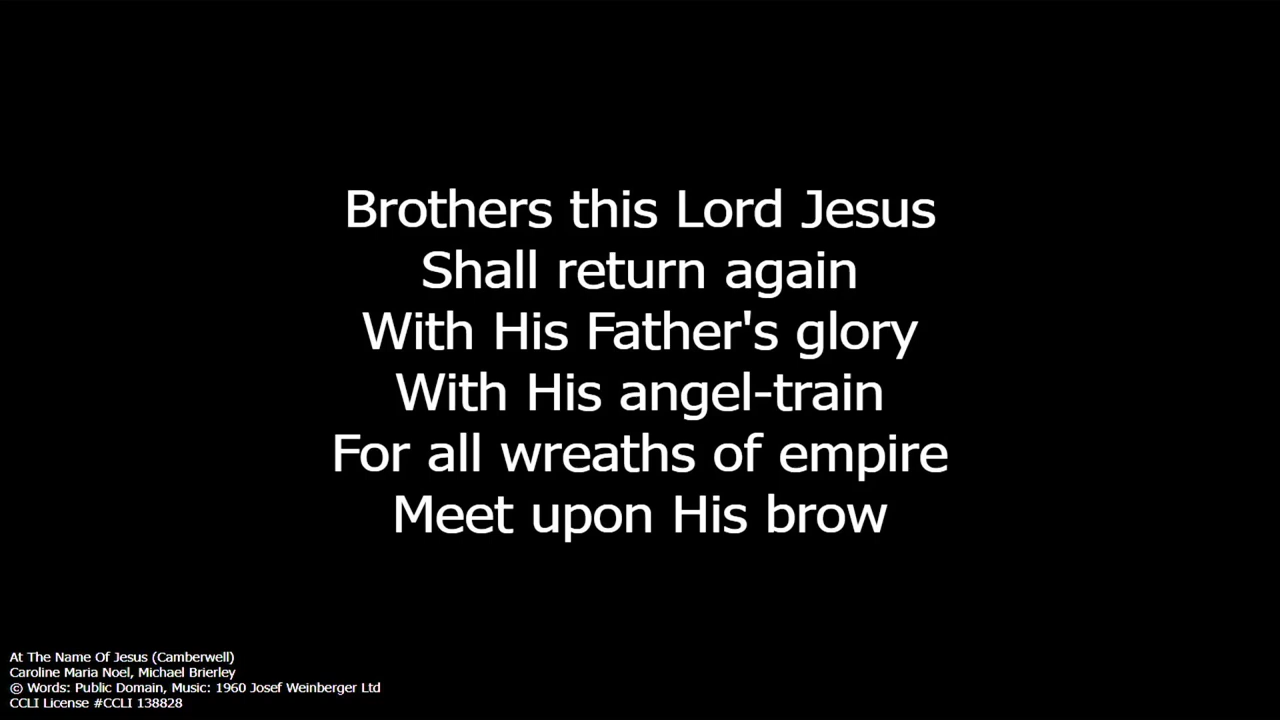 Brothers this Lord Jesus
Shall return again
With His Father's glory
With His angel-train
For all wreaths of empire
Meet upon His brow
At The Name Of Jesus (Camberwell)
Caroline Maria Noel, Michael Brierley
© Words: Public Domain, Music: 1960 Josef Weinberger Ltd
CCLI License #CCLI 138828